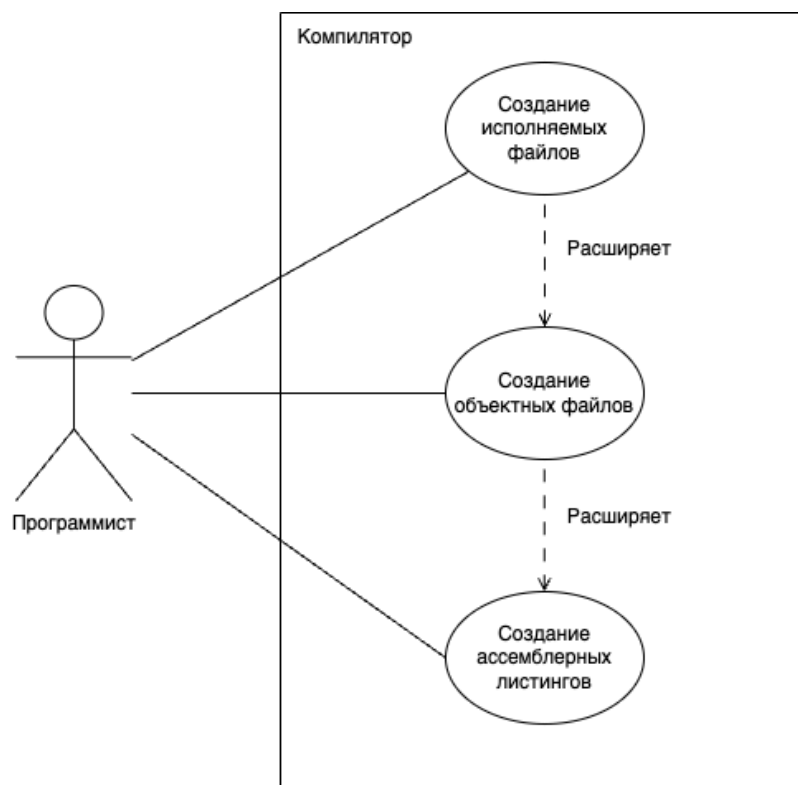 Компилятор
Создание
исполняемых
файлов
Расширяет
Создание
объектных файлов
Программист
Расширяет
Создание
ассемблерных
листингов